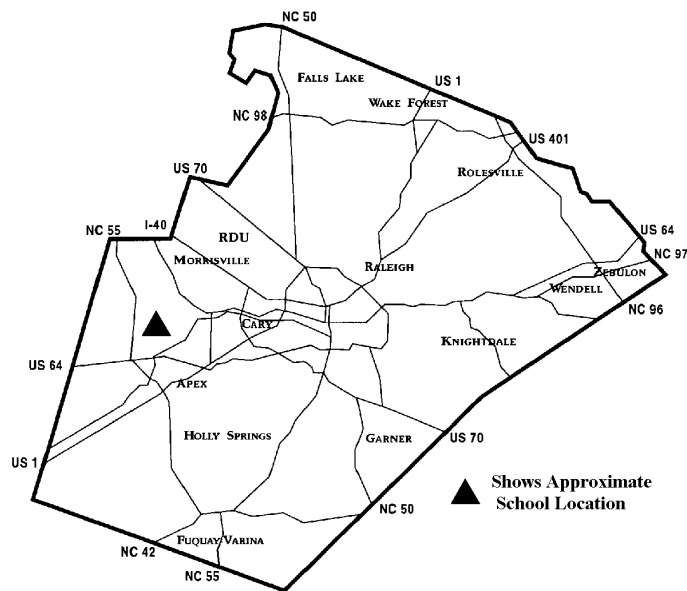 NC 50
FALLS LAKE
US 1
WAKE FOREST
NC 98
US 401
US 70
ROLESVILLE
NC 55
I-40
RDU
US 64
MORRISVILLE
RALEIGH
NC 97
ZEBULON
WENDELL
NC 96
CARY
KNIGHTDALE
US 64
APEX
HOLLY SPRINGS
GARNER
US 70
US 1
Shows Approximate
School Location
NC 50
FUQUAY-VARINA
NC 42
NC 55